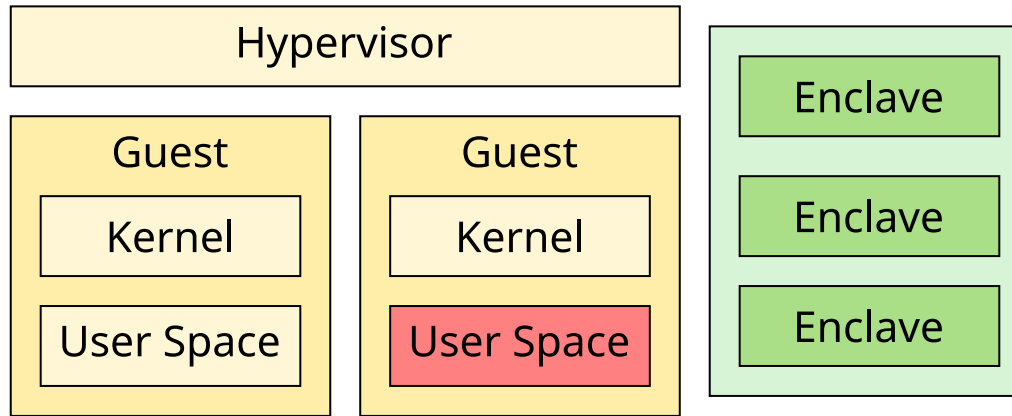 Hypervisor
Guest
Kernel
User Space
Guest
Kernel
User Space
Enclave
Enclave
Enclave